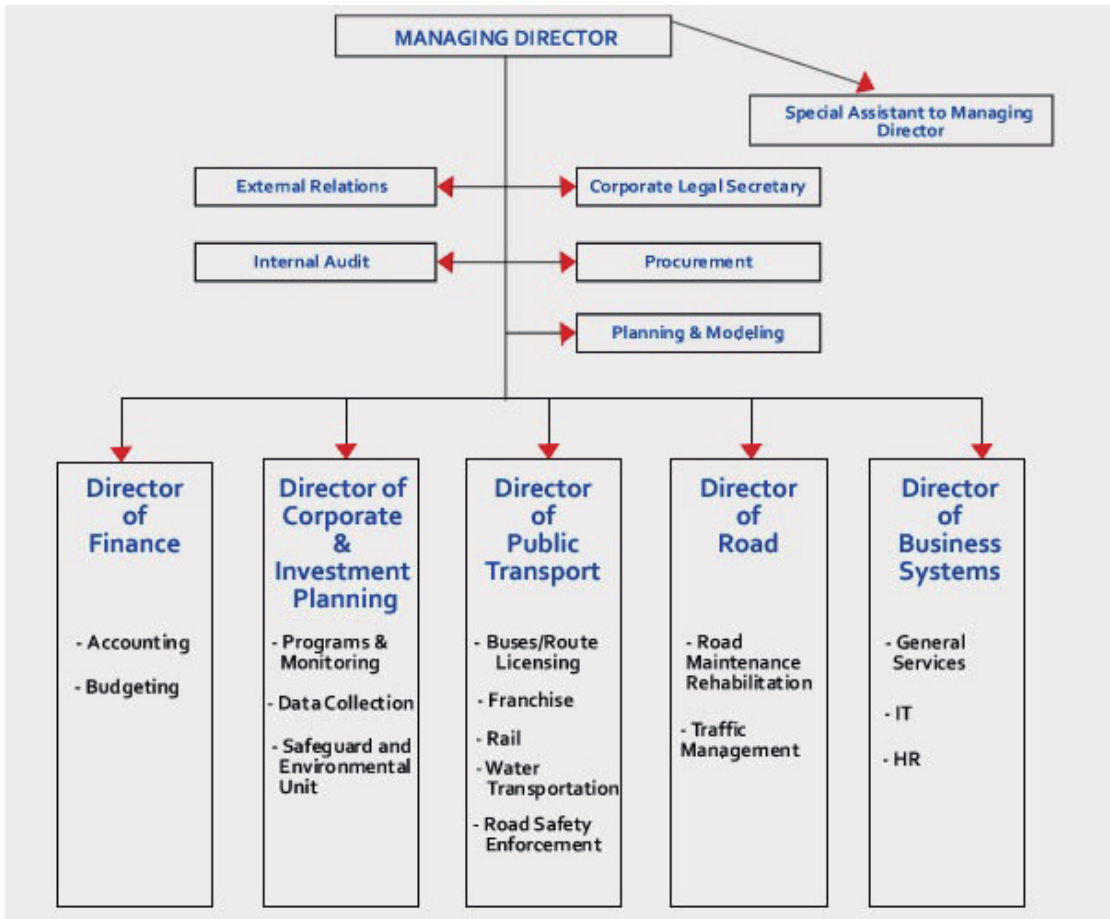 MANAGING DIRECTOR
Special Assistant to Managing
Director
External Relations
Corporate Legal Secretary
Internal Audit
Procurement
Planning & Modeling
Director
of
Finance
- Accounting
- Budgeting
Director of
Corporate
&
Investment
Planning
- Programs &
Monitoring
- Data Collection
- Safeguard and
Environmental
Unit
Director
of
Public
Transport
- Buses/Route
Licensing
- Franchise
- Rail
- Water
Transportation
- Road Safety
Enforcement
Director
of
Road
- Road
Maintenance
Rehabilitation
- Traffic
Management
Director
of
Business
Systems
- General
Services
- IT
- HR